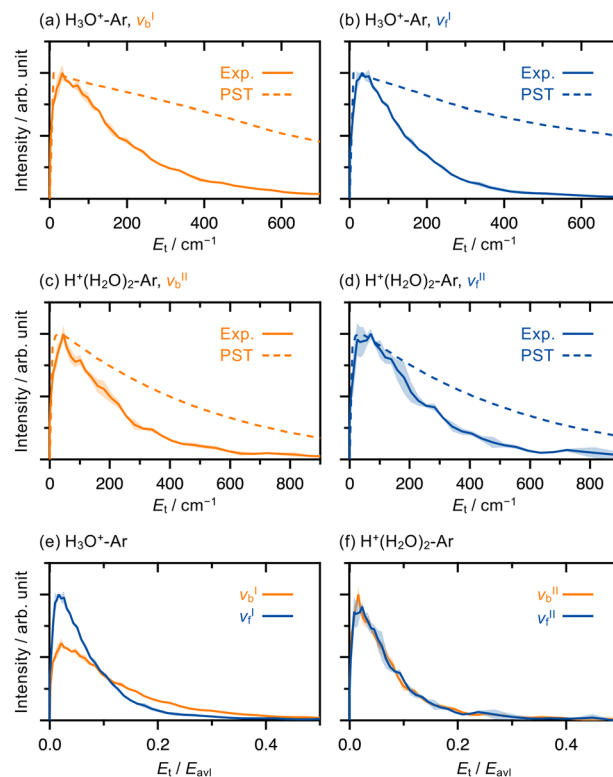 (a) H₃O⁺-Ar, νbᴵ
(b) H₃O⁺-Ar, νfᴵ
Exp.
PST
Exp.
PST
Intensity / arb. unit
0 200 400 600
0 200 400 600
Eₜ / cm⁻¹
Eₜ / cm⁻¹
(c) H⁺(H₂O)₂-Ar, νbᴵᴵ
(d) H⁺(H₂O)₂-Ar, νfᴵᴵ
Exp.
PST
Exp.
PST
Intensity / arb. unit
0 200 400 600 800
0 200 400 600 800
Eₜ / cm⁻¹
Eₜ / cm⁻¹
(e) H₃O⁺-Ar
(f) H⁺(H₂O)₂-Ar
νbᴵ
νfᴵ
νbᴵᴵ
νfᴵᴵ
Intensity / arb. unit
0.0 0.2 0.4
0.0 0.2 0.4
Eₜ / Eavl
Eₜ / Eavl